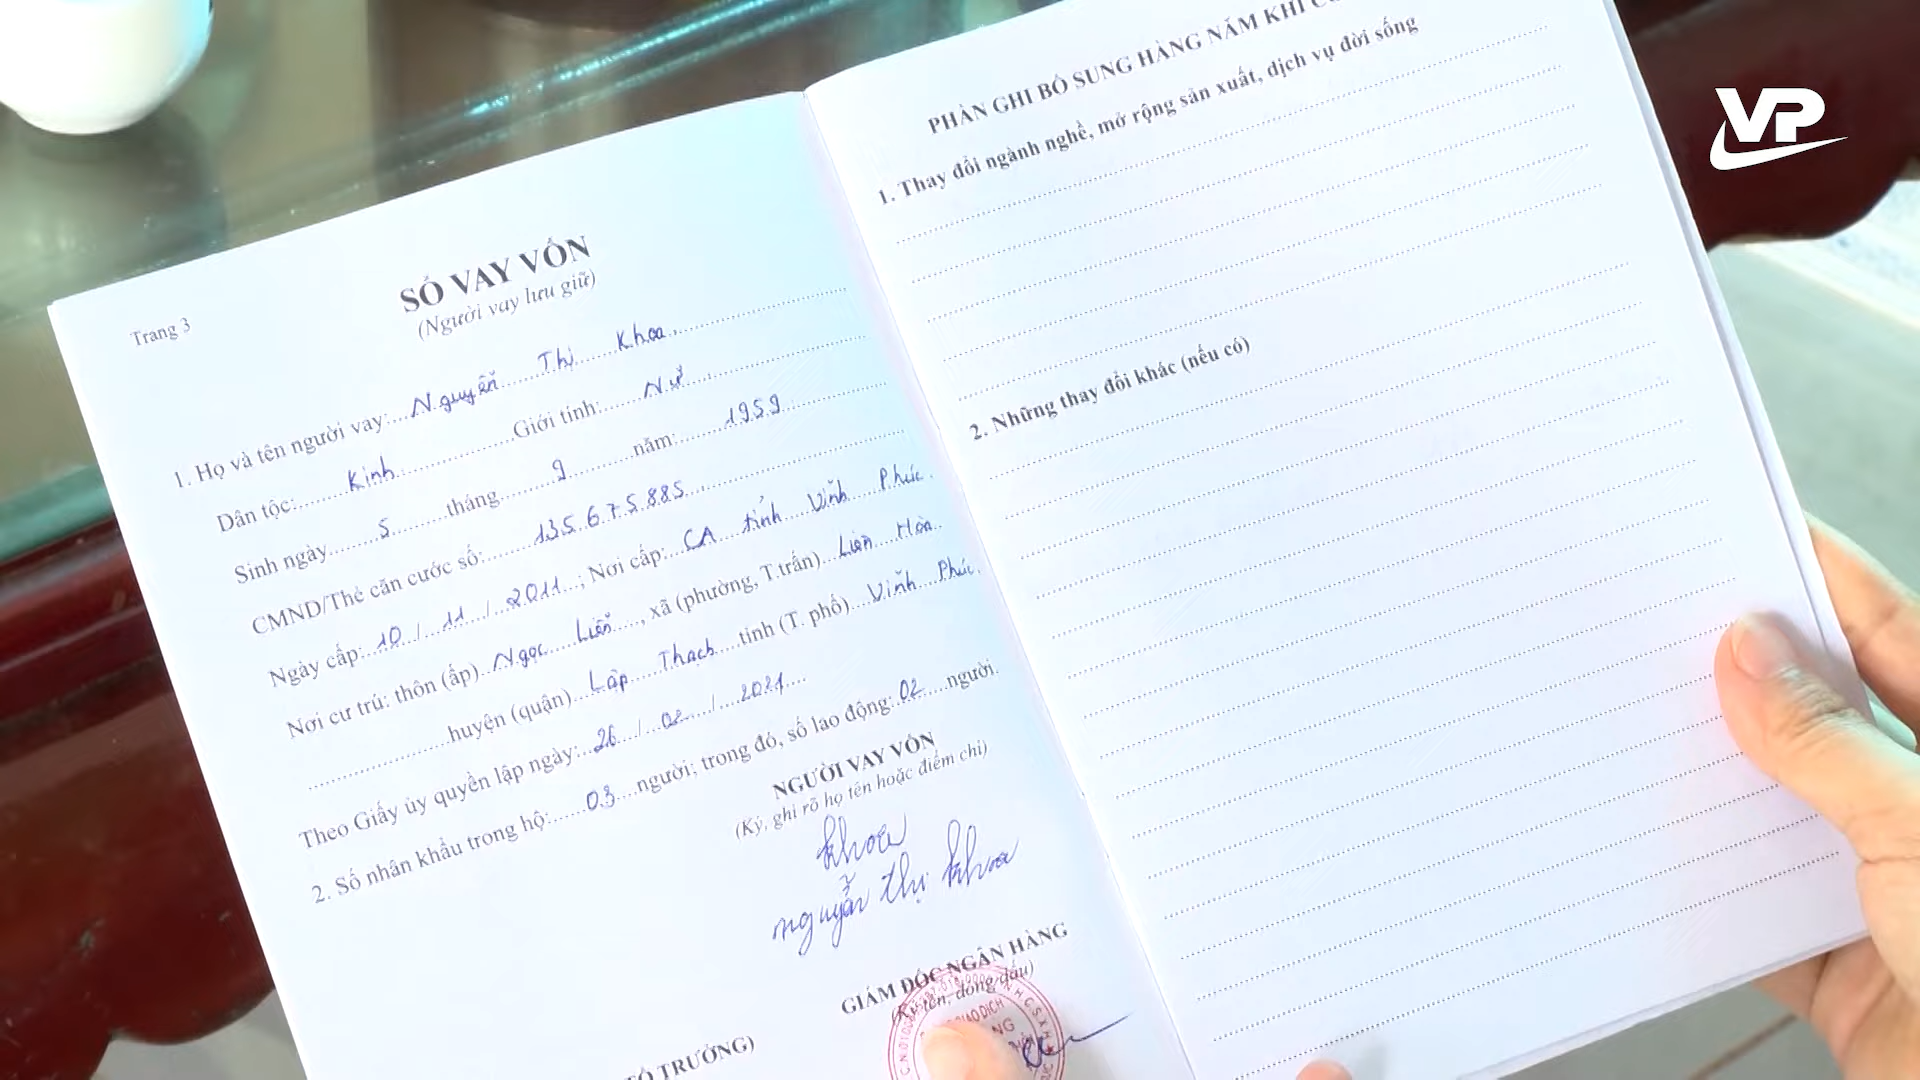 Trang 3
SỔ VAY VỐN
(Người vay lưu giữ)
1. Họ và tên người vay: Nguyễn Thị Khoa
Dân tộc: Kinh Giới tính: Nữ
Sinh ngày 5 tháng 9 năm: 1959
CMND/Thẻ căn cước số: 135675885
Ngày cấp: 10/11/2011; Nơi cấp: CA tỉnh Vĩnh Phúc
Nơi cư trú: thôn (ấp) Ngọc Liễn, xã (phường, T.trấn) Liên Hòa
huyện (quận) Lập Thạch tỉnh (T. phố) Vĩnh Phúc
Theo Giấy ủy quyền lập ngày: 26/02/2021
2. Số nhân khẩu trong hộ: 03 người; trong đó, số lao động: 02 người.
NGƯỜI VAY VỐN
(Ký, ghi rõ họ tên hoặc điểm chỉ)
Khoa
Nguyễn Thị Khoa
GIÁM ĐỐC NGÂN HÀNG
(Ký tên, đóng dấu)
TỔ TRƯỞNG)
PHẦN GHI BỔ SUNG HÀNG NĂM KHI
1. Thay đổi ngành nghề, mở rộng sản xuất, dịch vụ đời sống
2. Những thay đổi khác (nếu có)
VP